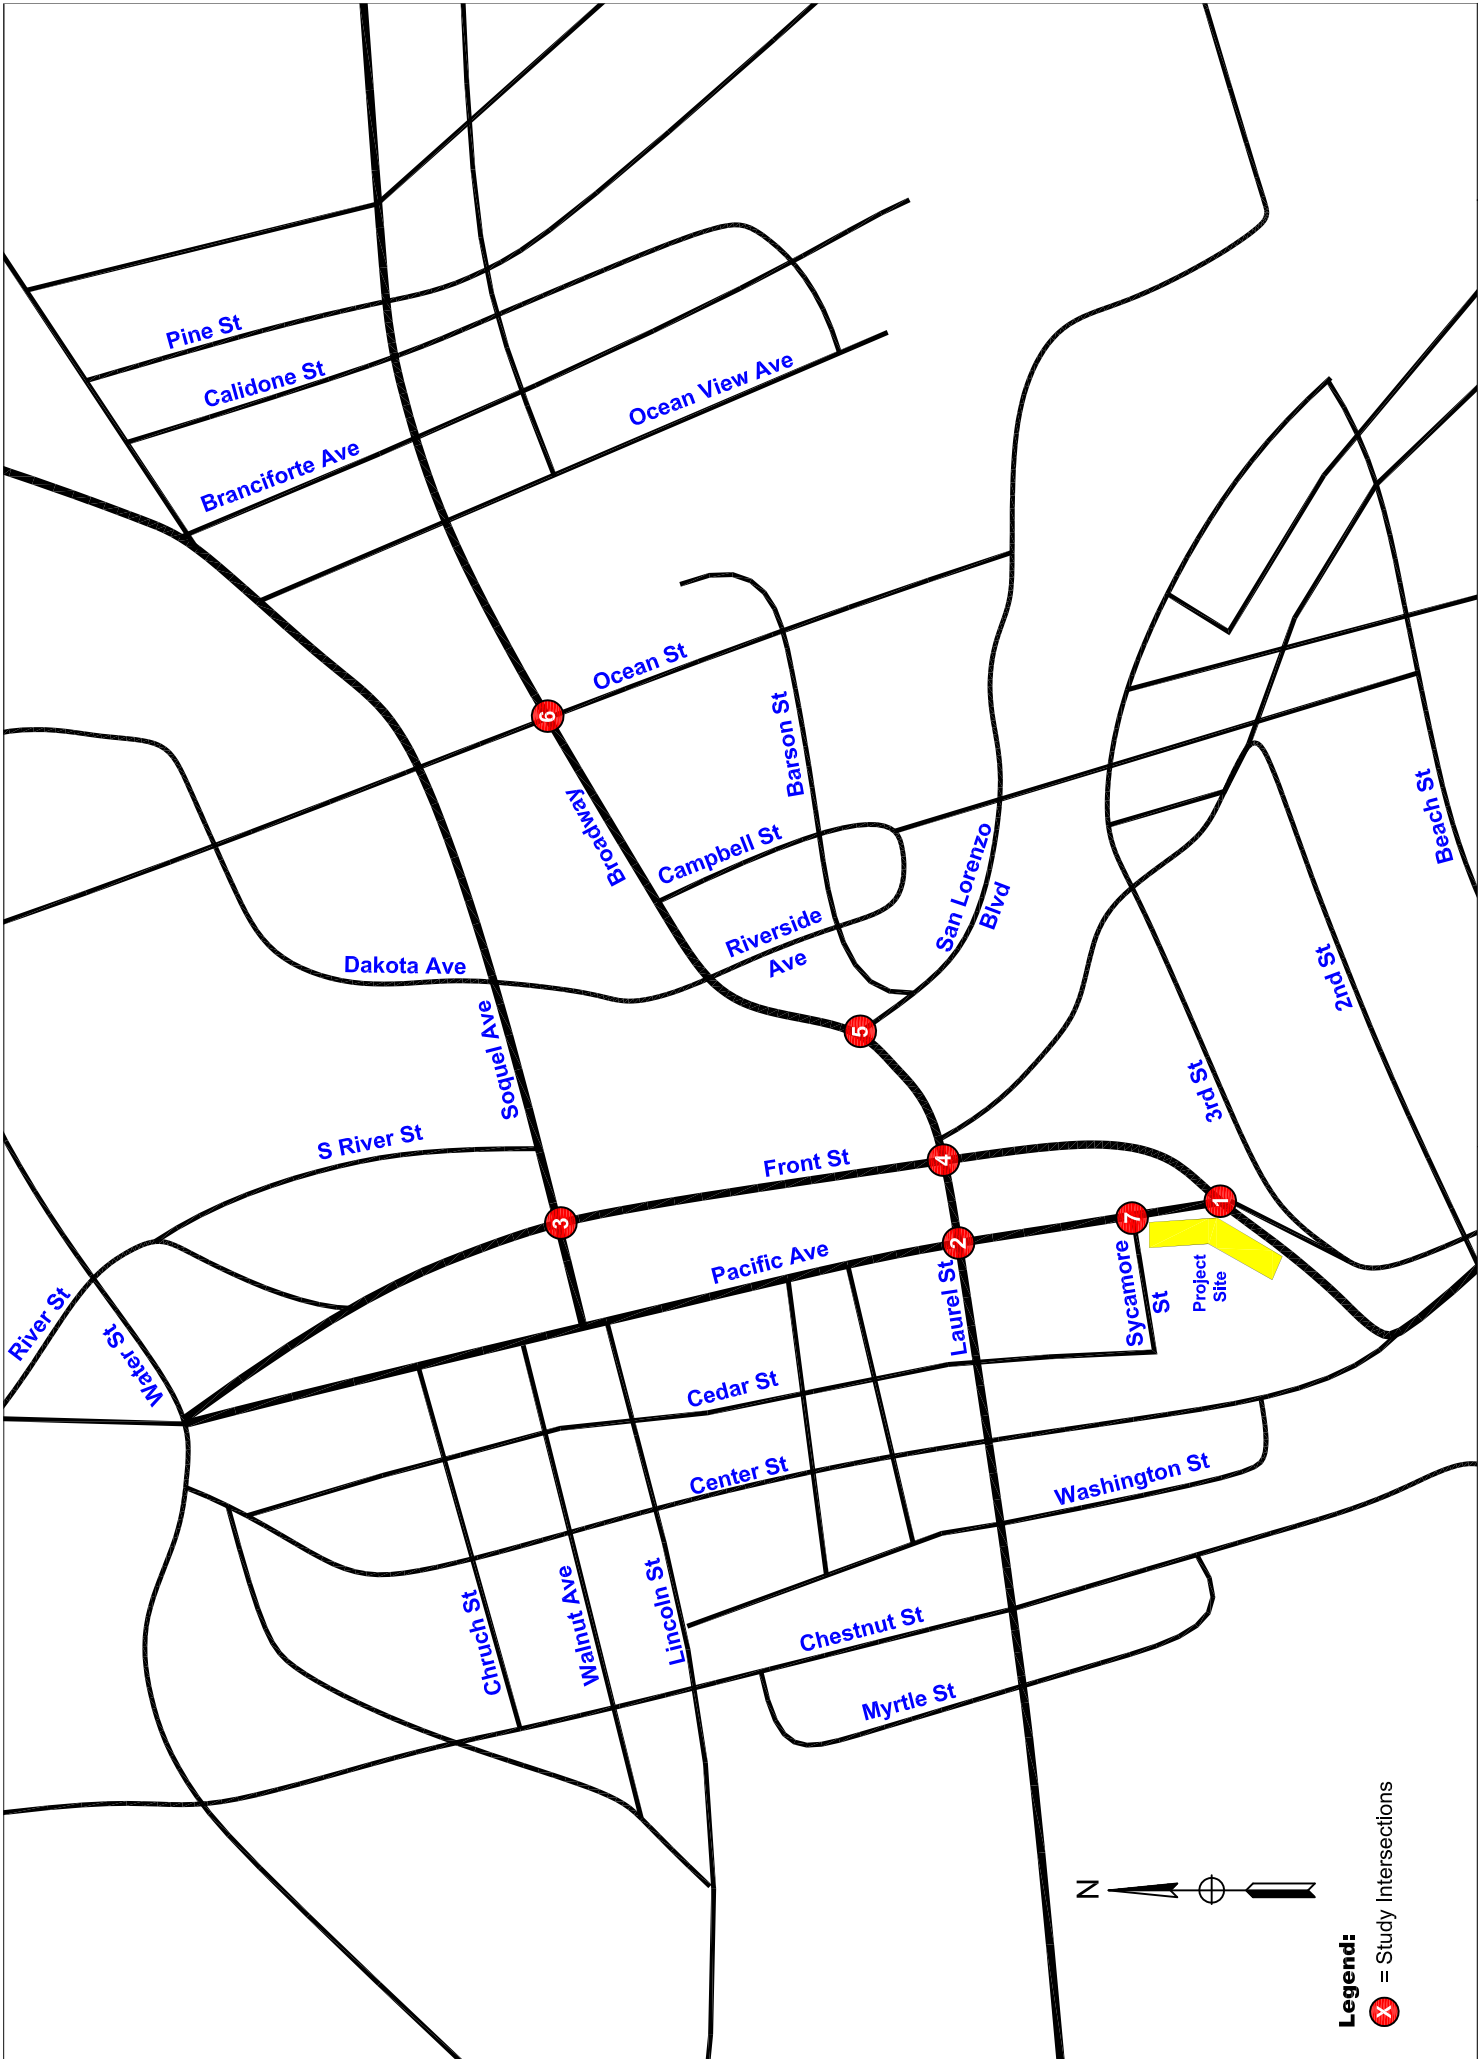 River St
Water St
S River St
Dakota Ave
Soquel Ave
Pine St
Calidone St
Branciforte Ave
Ocean View Ave
Ocean St
Broadway
Campbell St
Barson St
Riverside
Ave
San Lorenzo
Blvd
Front St
Pacific Ave
Laurel St
Sycamore
St
Project
Site
Cedar St
Center St
Washington St
Chruch St
Walnut Ave
Lincoln St
Chestnut St
Myrtle St
3rd St
2nd St
Beach St
1
2
3
4
5
6
7
N
Legend:
X = Study Intersections